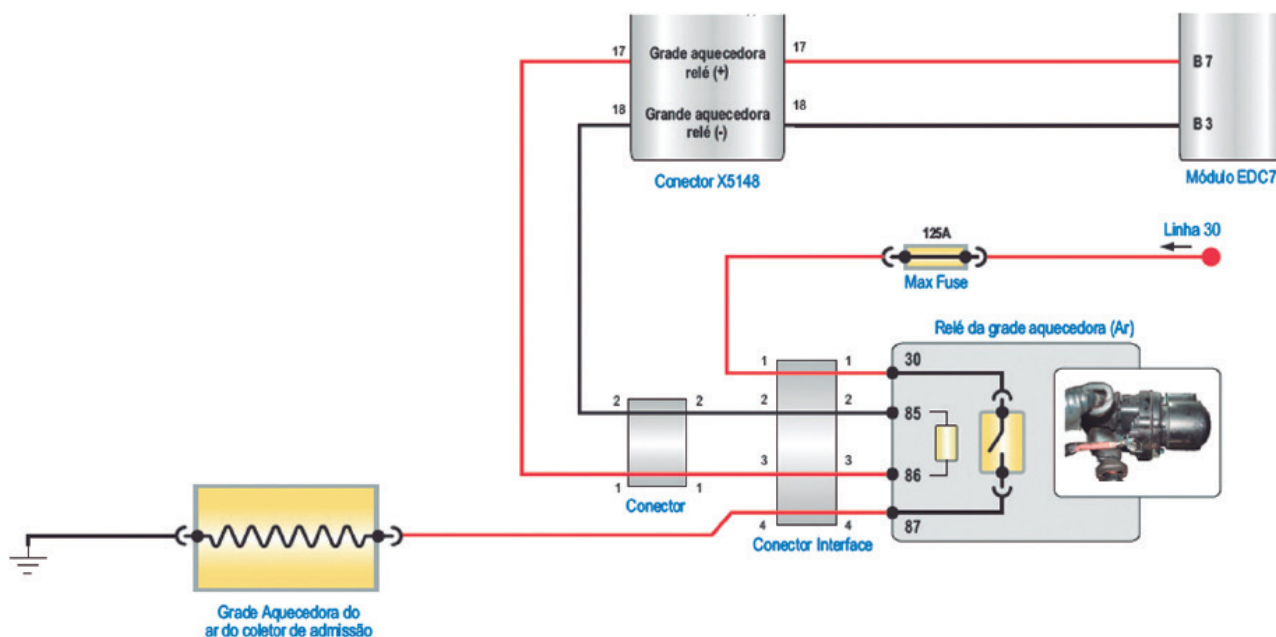 17
Grade aquecedora
relé (+)
17
B 7
18
Grande aquecedora
relé (-)
18
B 3
Conector X5148
Módulo EDC7
125A
Linha 30
Max Fuse
Relé da grade aquecedora (Ar)
1
1
30
2
2
2
2
85
3
3
86
1
1
Conector
4
4
87
Conector Interface
Grade Aquecedora do
ar do coletor de admissão